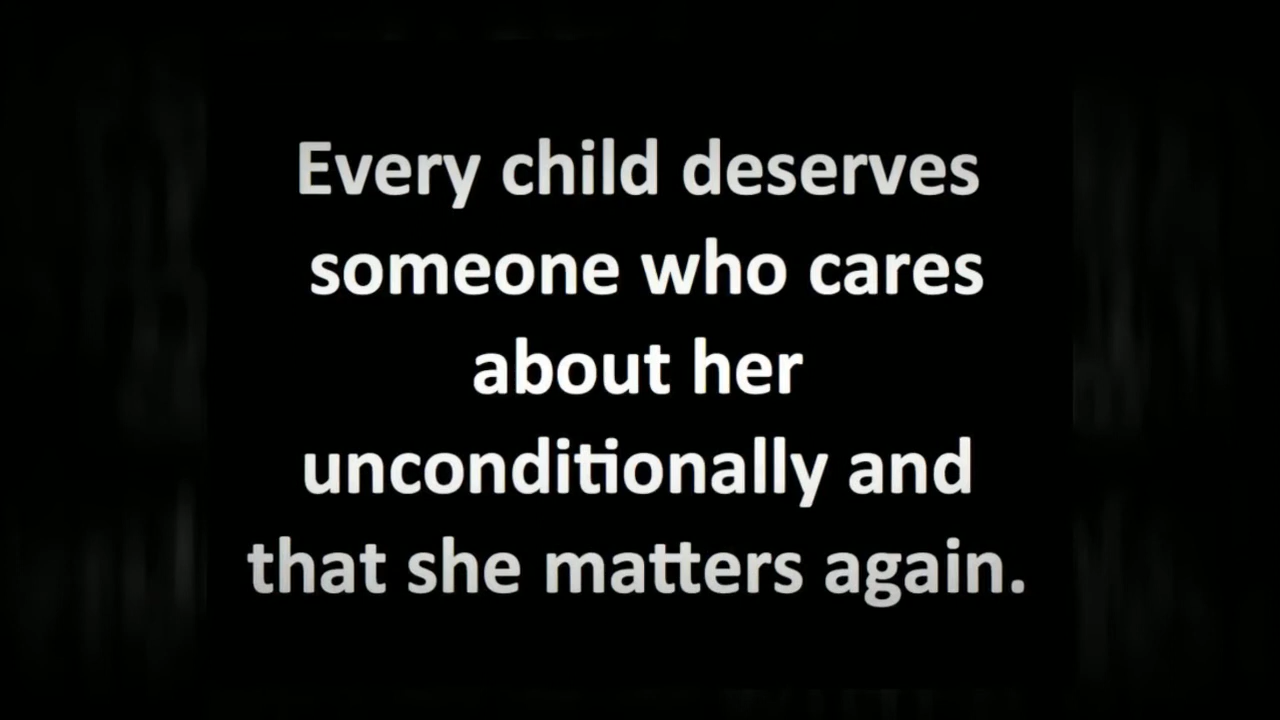 Every child deserves
someone who cares
about her
unconditionally and
that she matters again.